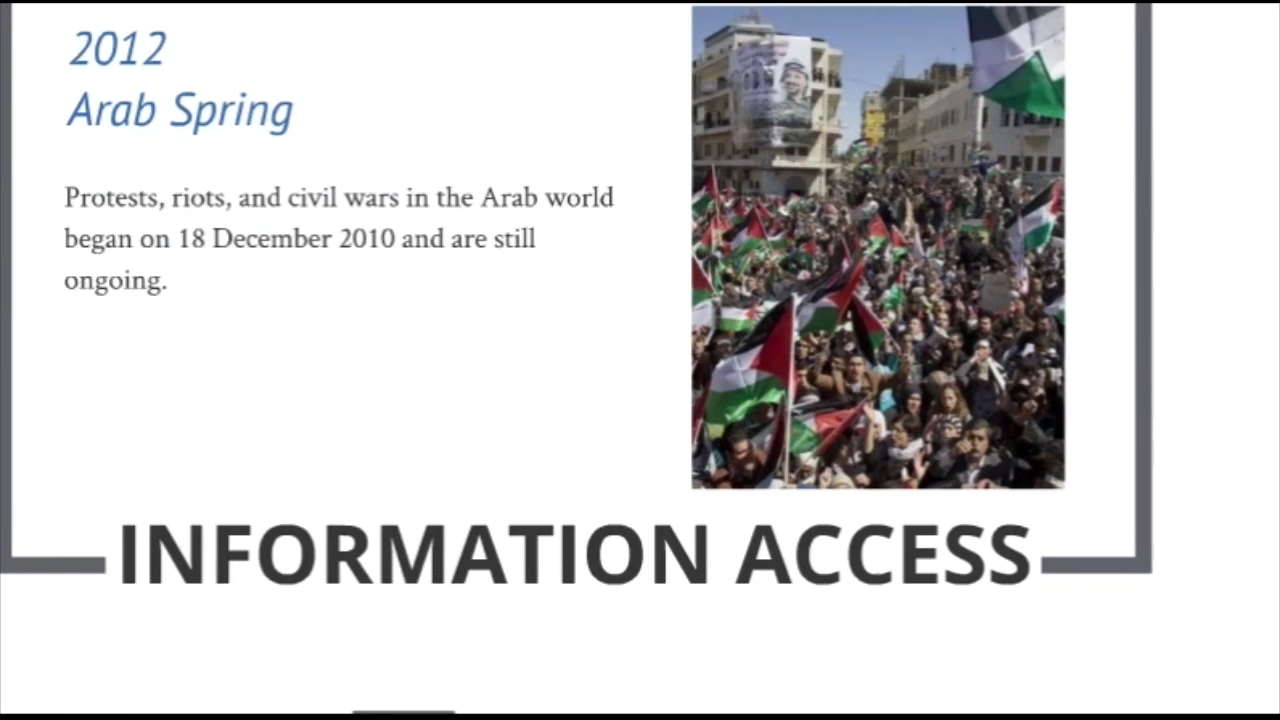 2012
Arab Spring
Protests, riots, and civil wars in the Arab world
began on 18 December 2010 and are still
ongoing.
INFORMATION ACCESS